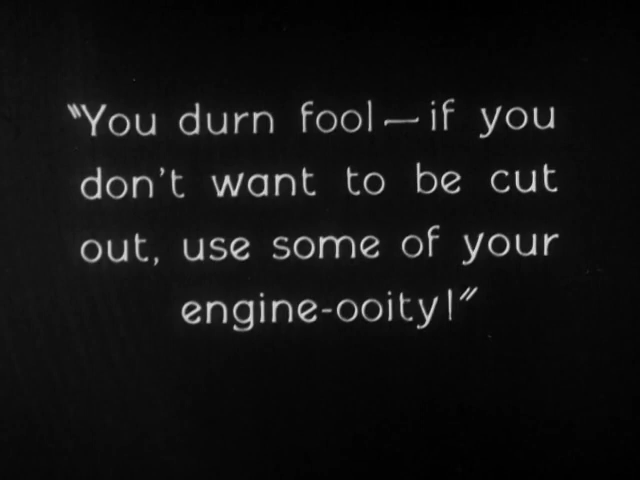 "You durn fool — if you
don't want to be cut
out, use some of your
engine-ooity!"